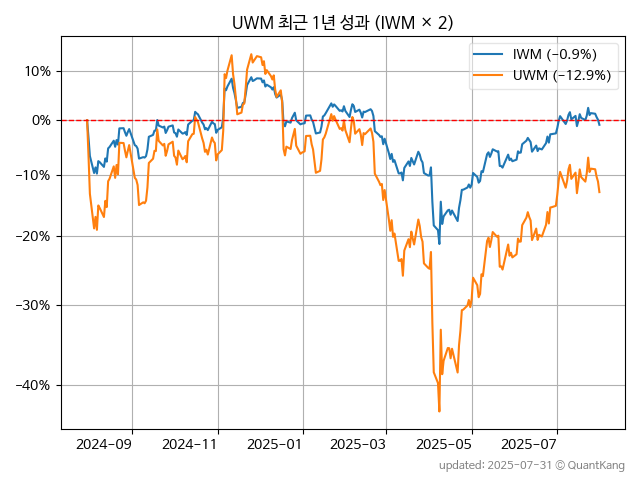 UWM 최근 1년 성과 (IWM × 2)
IWM (−0.9%)
UWM (−12.9%)
10%
0%
−10%
−20%
−30%
−40%
2024-09 2024-11 2025-01 2025-03 2025-05 2025-07
updated: 2025-07-31 © QuantKang